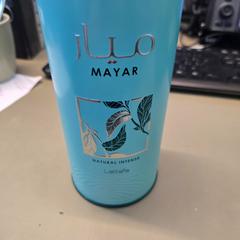 ميار
MAYAR
NATURAL INTENSE
Lattafa